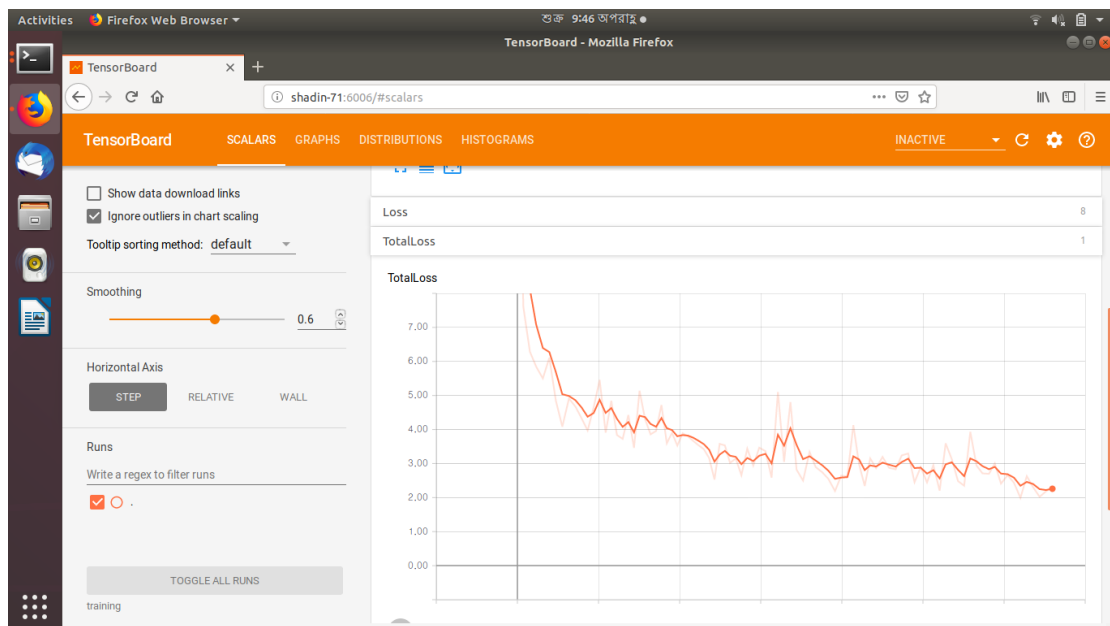 Activities Firefox Web Browser শুক্র 9:46 অপরাহ্ণ
TensorBoard - Mozilla Firefox
TensorBoard
shadin-71:6006/#scalars
TensorBoard SCALARS GRAPHS DISTRIBUTIONS HISTOGRAMS INACTIVE
Show data download links
Ignore outliers in chart scaling
Tooltip sorting method: default
Smoothing
0.6
Horizontal Axis
STEP RELATIVE WALL
Runs
Write a regex to filter runs
.
TOGGLE ALL RUNS
training
Loss 8
TotalLoss 1
TotalLoss
7.00
6.00
5.00
4.00
3.00
2.00
1.00
0.00